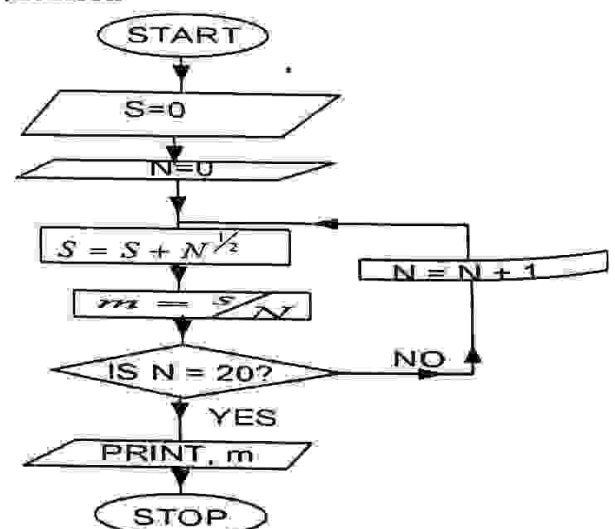 START
S=0
N=0
S = S + N^{1/2}
N = N + 1
m = s/N
IS N = 20?
NO
YES
PRINT, m
STOP